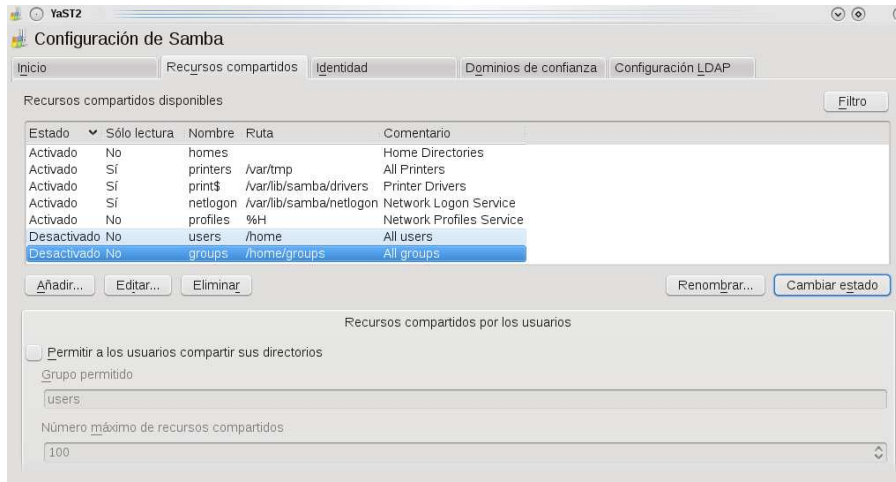 YaST2
Configuración de Samba
Inicio Recursos compartidos Identidad Dominios de confianza Configuración LDAP
Recursos compartidos disponibles Filtro
Estado Sólo lectura Nombre Ruta Comentario
Activado No homes Home Directories
Activado Sí printers /var/tmp All Printers
Activado Sí print$ /var/lib/samba/drivers Printer Drivers
Activado Sí netlogon /var/lib/samba/netlogon Network Logon Service
Activado No profiles %H Network Profiles Service
Desactivado No users /home All users
Desactivado No groups /home/groups All groups
Añadir... Editar... Eliminar Renombrar... Cambiar estado
Recursos compartidos por los usuarios
Permitir a los usuarios compartir sus directorios
Grupo permitido
users
Número máximo de recursos compartidos
100